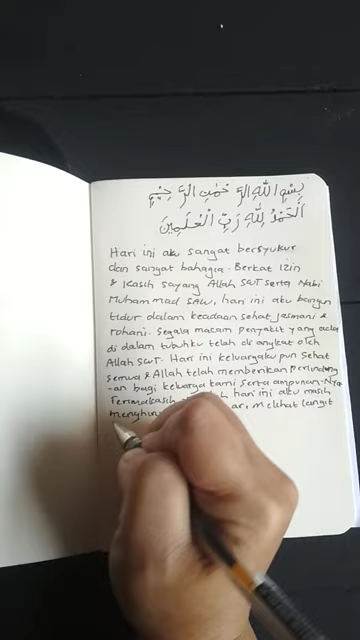 بِسْمِ اللهِ الرَّحْمٰنِ الرَّحِيْمِ
اَلْحَمْدُ لِلّٰهِ رَبِّ الْعٰلَمِيْنَ
Hari ini aku sangat bersyukur
dan sangat bahagia. Berkat Izin
& Kasih sayang Allah SWT serta Nabi
Muhammad SAW, hari ini aku bangun
tidur dalam keadaan sehat jasmani &
rohani. Segala macam penyakit yang ada
di dalam tubuhku telah di angkat oleh
Allah SWT. Hari ini keluargaku pun sehat
semua & Allah telah memberikan perlindung
-an bagi keluarga kami serta ampunan-Nya
Terimakasih hari ini aku masih
menghir melihat langit